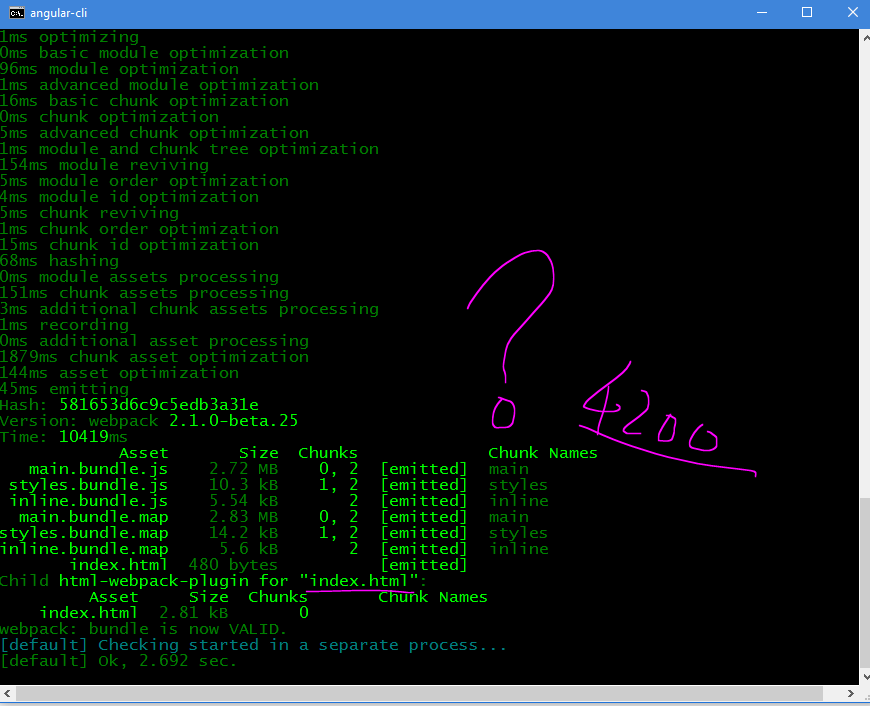 angular-cli
1ms optimizing
0ms basic module optimization
96ms module optimization
1ms advanced module optimization
16ms basic chunk optimization
0ms chunk optimization
5ms advanced chunk optimization
1ms module and chunk tree optimization
154ms module reviving
5ms module order optimization
4ms module id optimization
5ms chunk reviving
1ms chunk order optimization
15ms chunk id optimization
68ms hashing
0ms module assets processing
151ms chunk assets processing
3ms additional chunk assets processing
1ms recording
0ms additional asset processing
1879ms chunk asset optimization
144ms asset optimization
45ms emitting
?
4200
Hash: 581653d6c9c5edb3a31e
Version: webpack 2.1.0-beta.25
Time: 10419ms
Asset Size Chunks Chunk Names
main.bundle.js 2.72 MB 0, 2 [emitted] main
styles.bundle.js 10.3 kB 1, 2 [emitted] styles
inline.bundle.js 5.54 kB 2 [emitted] inline
main.bundle.map 2.83 MB 0, 2 [emitted] main
styles.bundle.map 14.2 kB 1, 2 [emitted] styles
inline.bundle.map 5.6 kB 2 [emitted] inline
index.html 480 bytes [emitted]
Child html-webpack-plugin for "index.html":
Asset Size Chunks Chunk Names
index.html 2.81 kB 0
webpack: bundle is now VALID.
[default] Checking started in a separate process...
[default] Ok, 2.692 sec.